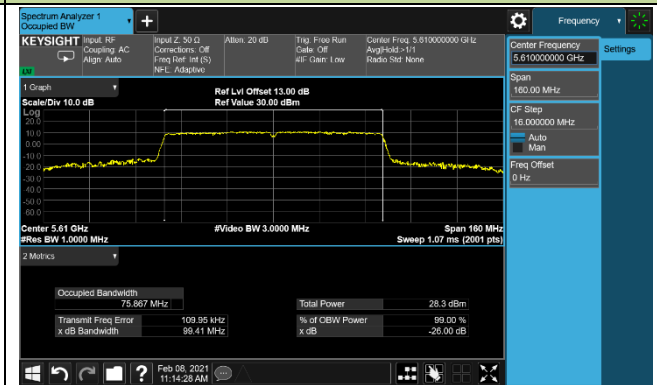 Spectrum Analyzer 1
Occupied BW
+
Frequency
KEYSIGHT
Input: RF
Coupling: AC
Align: Auto
Input Z: 50 Ω
Corrections: Off
Freq Ref: Int (S)
NFE: Adaptive
Atten: 20 dB
Trig: Free Run
Gate: Off
#IF Gain: Low
Center Freq: 5.610000000 GHz
Avg|Hold:>1/1
Radio Std: None
LXI
Center Frequency
5.610000000 GHz
Settings
Span
160.00 MHz
CF Step
16.000000 MHz
Auto
Man
Freq Offset
0 Hz
1 Graph
Scale/Div 10.0 dB
Ref Lvl Offset 13.00 dB
Ref Value 30.00 dBm
Log
20.0
10.0
0.00
-10.0
-20.0
-30.0
-40.0
-50.0
-60.0
Center 5.61 GHz
#Res BW 1.0000 MHz
#Video BW 3.0000 MHz
Span 160 MHz
Sweep 1.07 ms (2001 pts)
2 Metrics
Occupied Bandwidth
75.867 MHz
Total Power 28.3 dBm
Transmit Freq Error 109.95 kHz
% of OBW Power 99.00 %
x dB Bandwidth 99.41 MHz
x dB -26.00 dB
?
Feb 08, 2021
11:14:28 AM